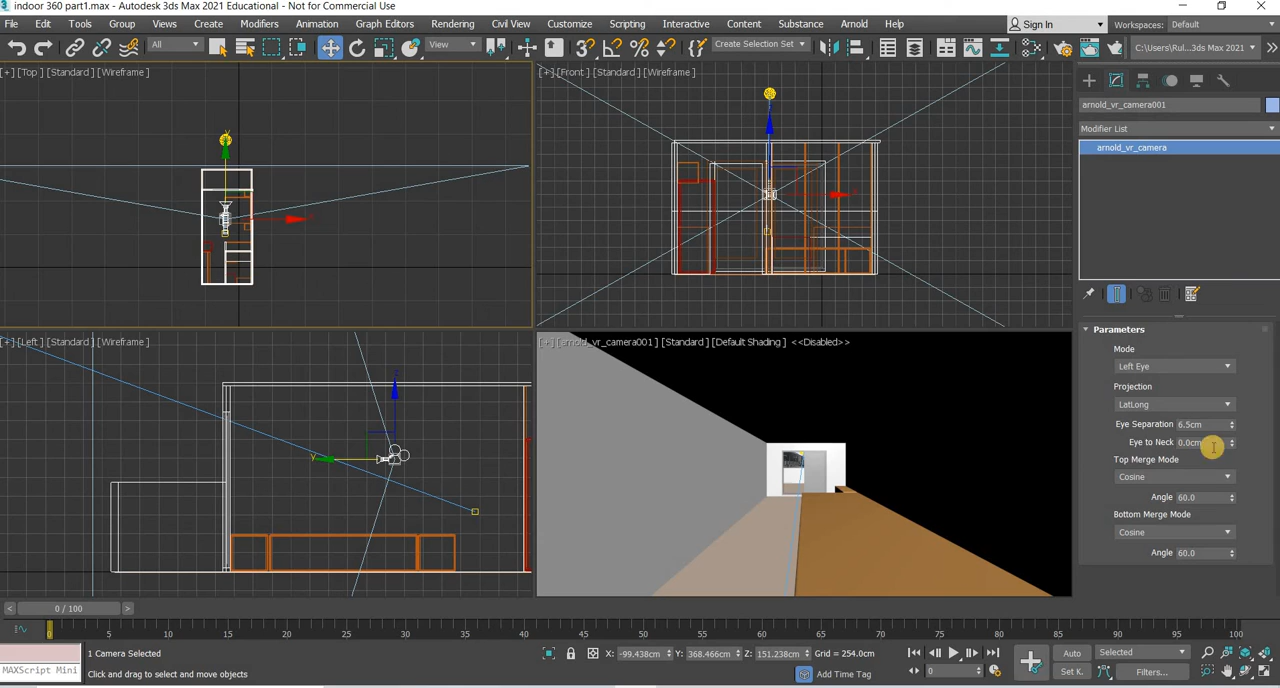 indoor 360 part1.max - Autodesk 3ds Max 2021 Educational - Not for Commercial Use
File Edit Tools Group Views Create Modifiers Animation Graph Editors Rendering Civil View Customize Scripting Interactive Content Substance Arnold Help Sign In Workspaces: Default
All View Create Selection Set C:\Users\Rul...3ds Max 2021
[+] [Top] [Standard] [Wireframe]
[+] [Front] [Standard] [Wireframe]
arnold_vr_camera001
Modifier List
arnold_vr_camera
[+] [Left] [Standard] [Wireframe]
[+] [arnold_vr_camera001] [Standard] [Default Shading] <<Disabled>>
Parameters
Mode
Left Eye
Projection
LatLong
Eye Separation 6.5cm
Eye to Neck 0.0cm
Top Merge Mode
Cosine
Angle 60.0
Bottom Merge Mode
Cosine
Angle 60.0
0 / 100
0 5 10 15 20 25 30 35 40 45 50 55 60 65 70 75 80 85 90 95 100
1 Camera Selected
X: -99.438cm Y: 368.466cm Z: 151.238cm Grid = 254.0cm
Auto Selected
MAXScript Mini
Click and drag to select and move objects
Add Time Tag
0
Set K. Filters...